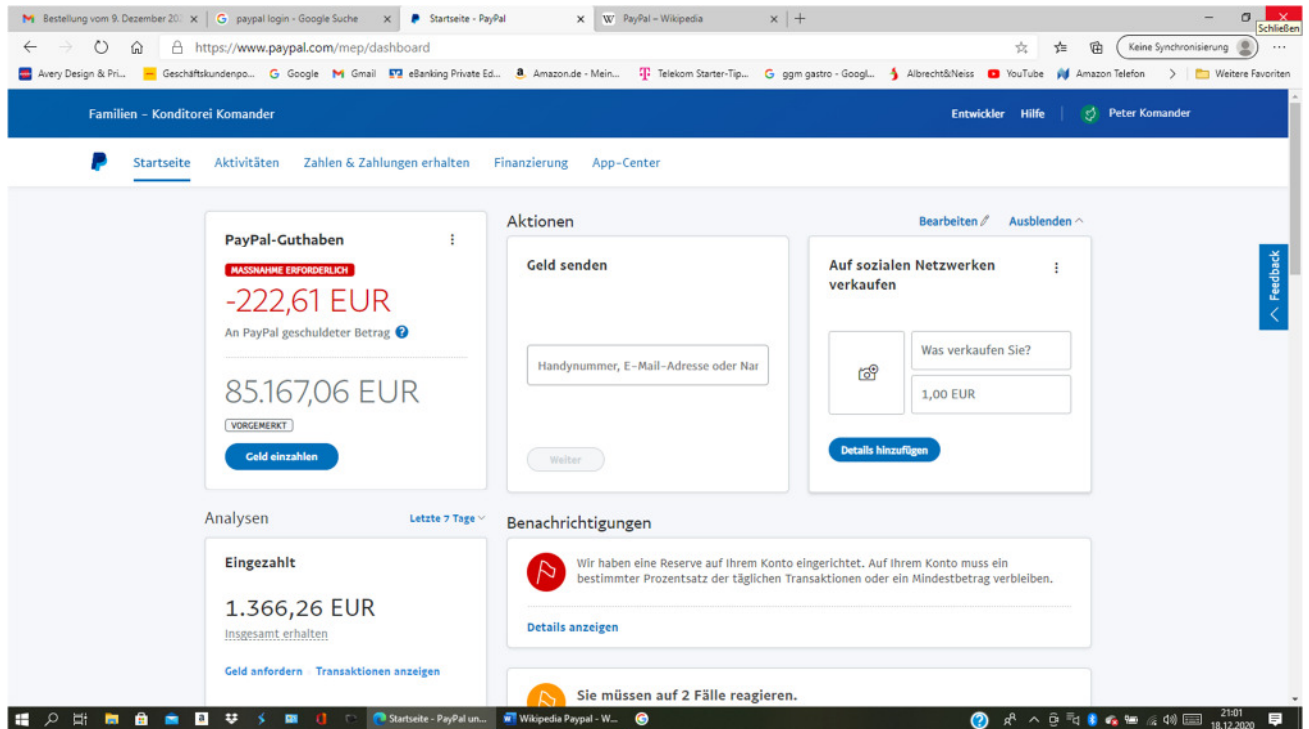 Bestellung vom 9. Dezember 20
paypal login - Google Suche
Startseite - PayPal
W PayPal – Wikipedia
Schließen
https://www.paypal.com/mep/dashboard
Keine Synchronisierung
Avery Design & Pri...
Geschäftskundenpo...
Google
Gmail
eBanking Private Ed...
Amazon.de - Mein...
Telekom Starter-Tip...
ggm gastro - Googl...
Albrecht&Neiss
YouTube
Amazon Telefon
Weitere Favoriten
Familien - Konditorei Komander
Entwickler
Hilfe
Peter Komander
Startseite
Aktivitäten
Zahlen & Zahlungen erhalten
Finanzierung
App-Center
PayPal-Guthaben
MASSNAHME ERFORDERLICH
-222,61 EUR
An PayPal geschuldeter Betrag ?
85.167,06 EUR
VORGEMERKT
Geld einzahlen
Aktionen
Bearbeiten
Ausblenden
Geld senden
Handynummer, E-Mail-Adresse oder Nar
Weiter
Auf sozialen Netzwerken
verkaufen
Was verkaufen Sie?
1,00 EUR
Details hinzufügen
Feedback
Analysen
Letzte 7 Tage
Eingezahlt
1.366,26 EUR
Insgesamt erhalten
Geld anfordern
Transaktionen anzeigen
Benachrichtigungen
Wir haben eine Reserve auf Ihrem Konto eingerichtet. Auf Ihrem Konto muss ein
bestimmter Prozentsatz der täglichen Transaktionen oder ein Mindestbetrag verbleiben.
Details anzeigen
Sie müssen auf 2 Fälle reagieren.
Startseite - PayPal un...
Wikipedia Paypal - W...
21:01
18.12.2020